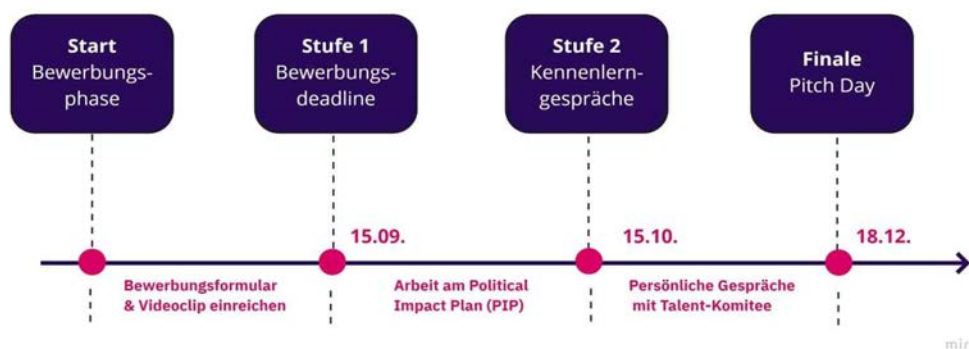 Start
Bewerbungs-
phase
Stufe 1
Bewerbungs-
deadline
Stufe 2
Kennenlern-
gespräche
Finale
Pitch Day
15.09.
15.10.
18.12.
Bewerbungsformular
& Videoclip einreichen
Arbeit am Political
Impact Plan (PIP)
Persönliche Gespräche
mit Talent-Komitee